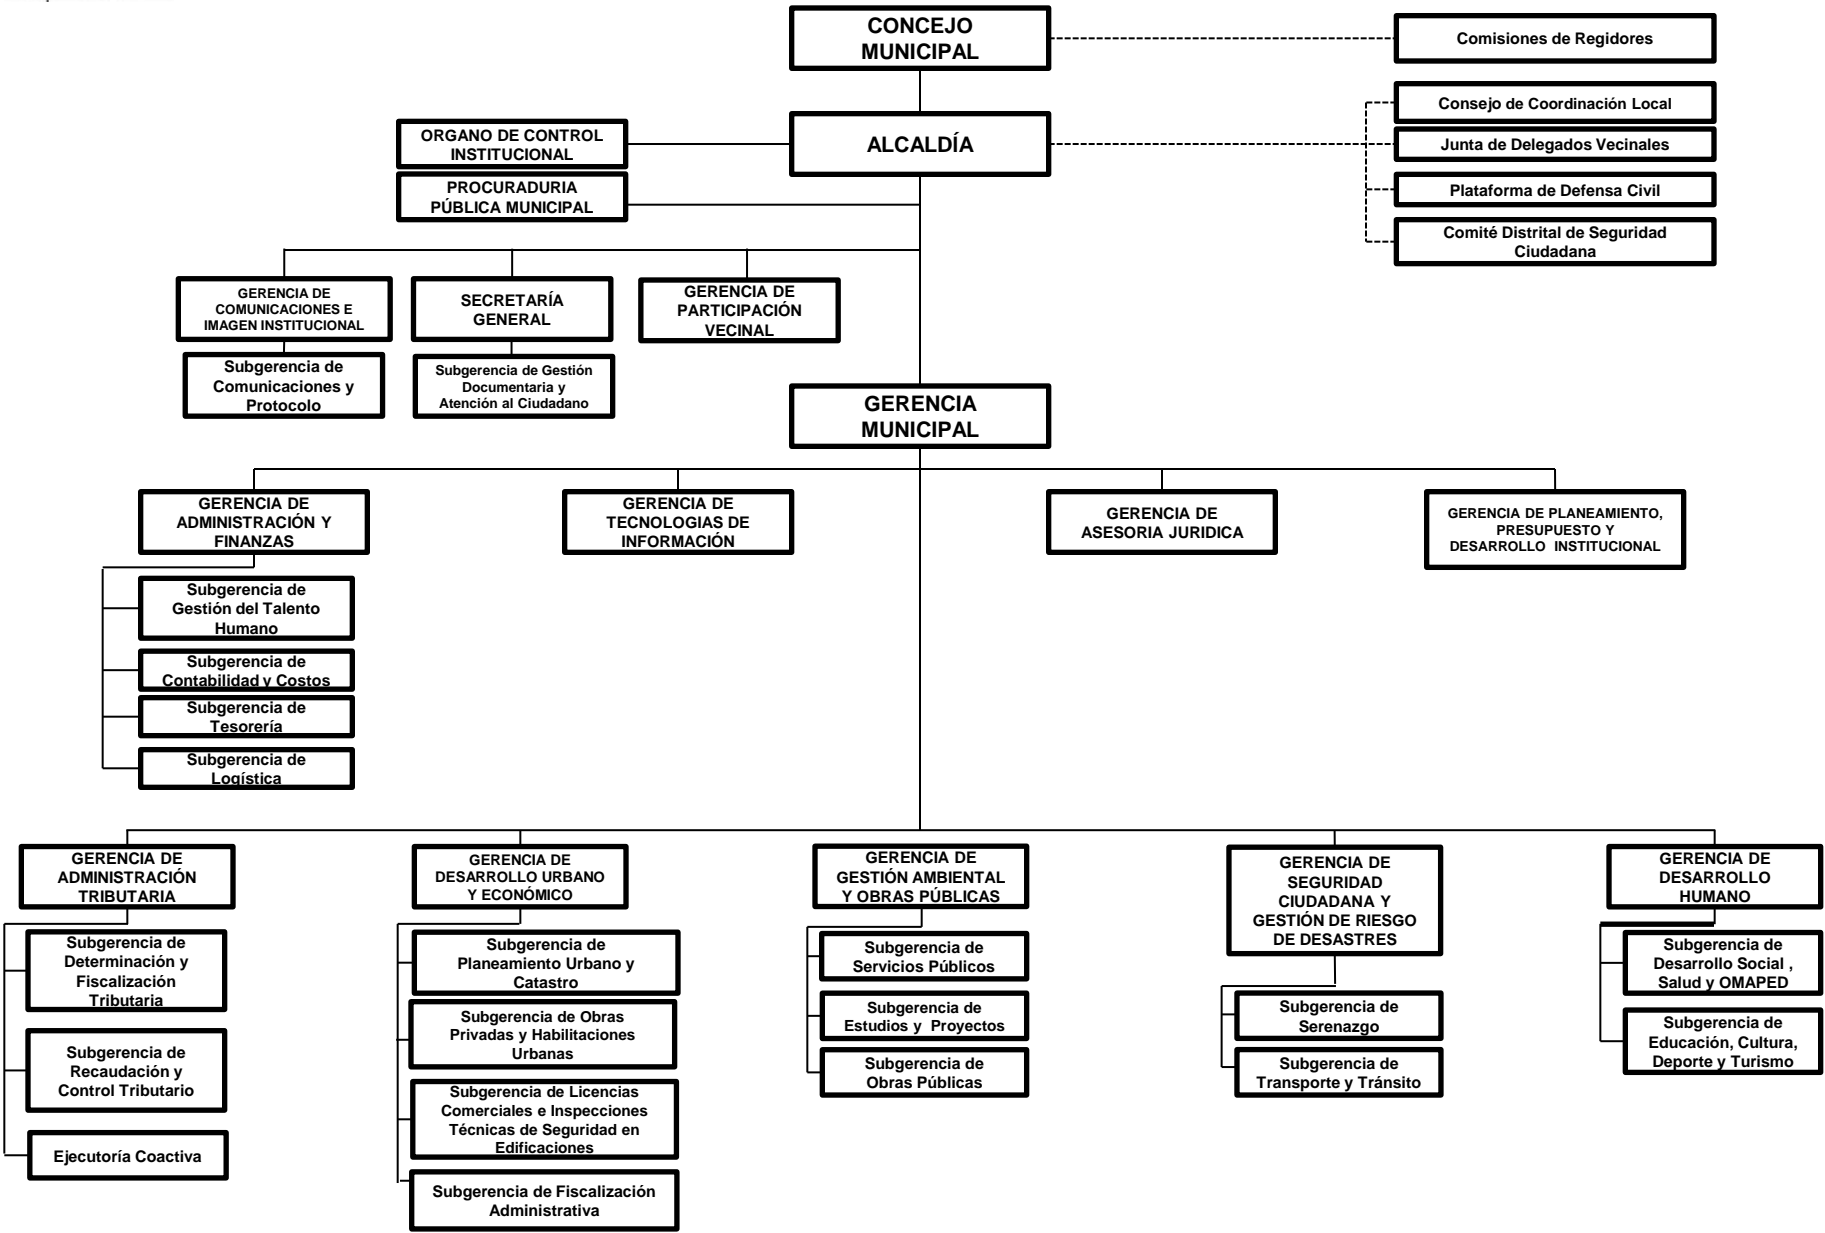 CONCEJO
MUNICIPAL
Comisiones de Regidores
Consejo de Coordinación Local
ORGANO DE CONTROL
INSTITUCIONAL
ALCALDÍA
Junta de Delegados Vecinales
PROCURADURIA
PÚBLICA MUNICIPAL
Plataforma de Defensa Civil
Comité Distrital de Seguridad
Ciudadana
GERENCIA DE
COMUNICACIONES E
IMAGEN INSTITUCIONAL
SECRETARÍA
GENERAL
GERENCIA DE
PARTICIPACIÓN
VECINAL
Subgerencia de
Comunicaciones y
Protocolo
Subgerencia de Gestión
Documentaria y
Atención al Ciudadano
GERENCIA
MUNICIPAL
GERENCIA DE
ADMINISTRACIÓN Y
FINANZAS
GERENCIA DE
TECNOLOGIAS DE
INFORMACIÓN
GERENCIA DE
ASESORIA JURIDICA
GERENCIA DE PLANEAMIENTO,
PRESUPUESTO Y
DESARROLLO INSTITUCIONAL
Subgerencia de
Gestión del Talento
Humano
Subgerencia de
Contabilidad y Costos
Subgerencia de
Tesorería
Subgerencia de
Logística
GERENCIA DE
ADMINISTRACIÓN
TRIBUTARIA
GERENCIA DE
DESARROLLO URBANO
Y ECONÓMICO
GERENCIA DE
GESTIÓN AMBIENTAL
Y OBRAS PÚBLICAS
GERENCIA DE
SEGURIDAD
CIUDADANA Y
GESTIÓN DE RIESGO
DE DESASTRES
GERENCIA DE
DESARROLLO
HUMANO
Subgerencia de
Determinación y
Fiscalización
Tributaria
Subgerencia de
Recaudación y
Control Tributario
Ejecutoría Coactiva
Subgerencia de
Planeamiento Urbano y
Catastro
Subgerencia de Obras
Privadas y Habilitaciones
Urbanas
Subgerencia de Licencias
Comerciales e Inspecciones
Técnicas de Seguridad en
Edificaciones
Subgerencia de Fiscalización
Administrativa
Subgerencia de
Servicios Públicos
Subgerencia de
Estudios y Proyectos
Subgerencia de
Obras Públicas
Subgerencia de
Serenazgo
Subgerencia de
Transporte y Tránsito
Subgerencia de
Desarrollo Social ,
Salud y OMAPED
Subgerencia de
Educación, Cultura,
Deporte y Turismo